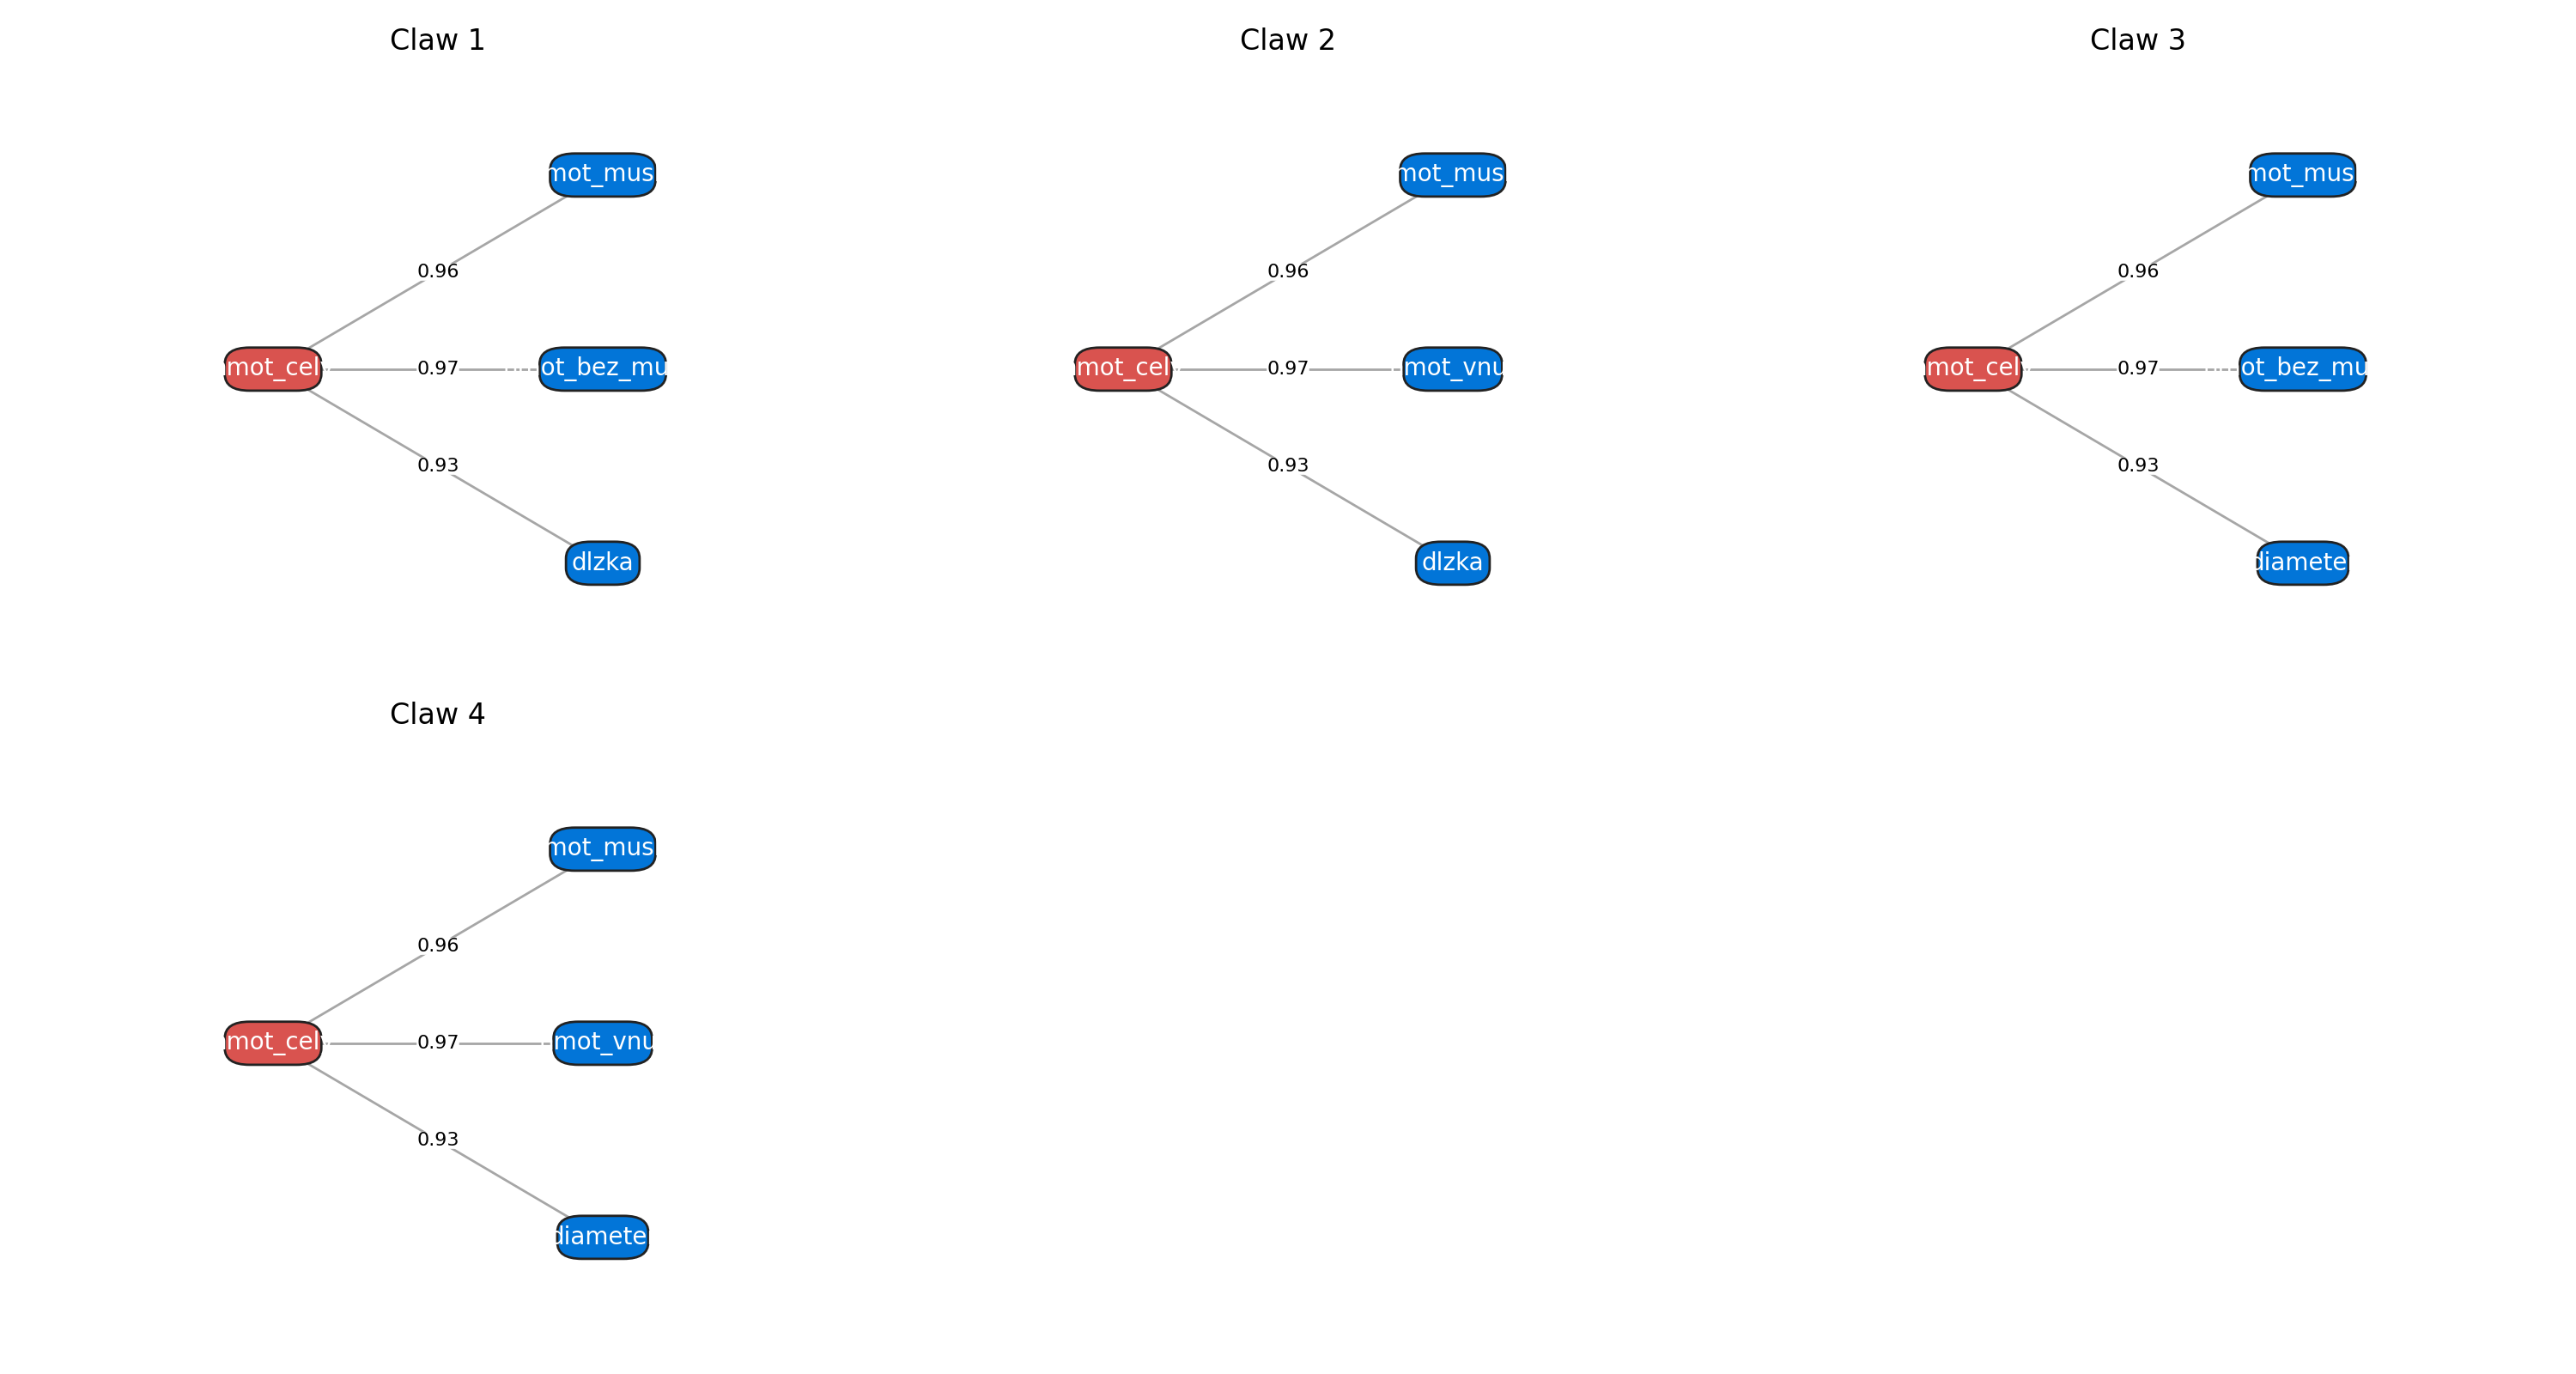 Claw 1
mot_mus
0.96
mot_cel
0.97
ot_bez_mu
0.93
dlzka
Claw 2
mot_mus
0.96
mot_cel
0.97
mot_vnu
0.93
dlzka
Claw 3
mot_mus
0.96
mot_cel
0.97
ot_bez_mu
0.93
diamete
Claw 4
mot_mus
0.96
mot_cel
0.97
mot_vnu
0.93
diamete